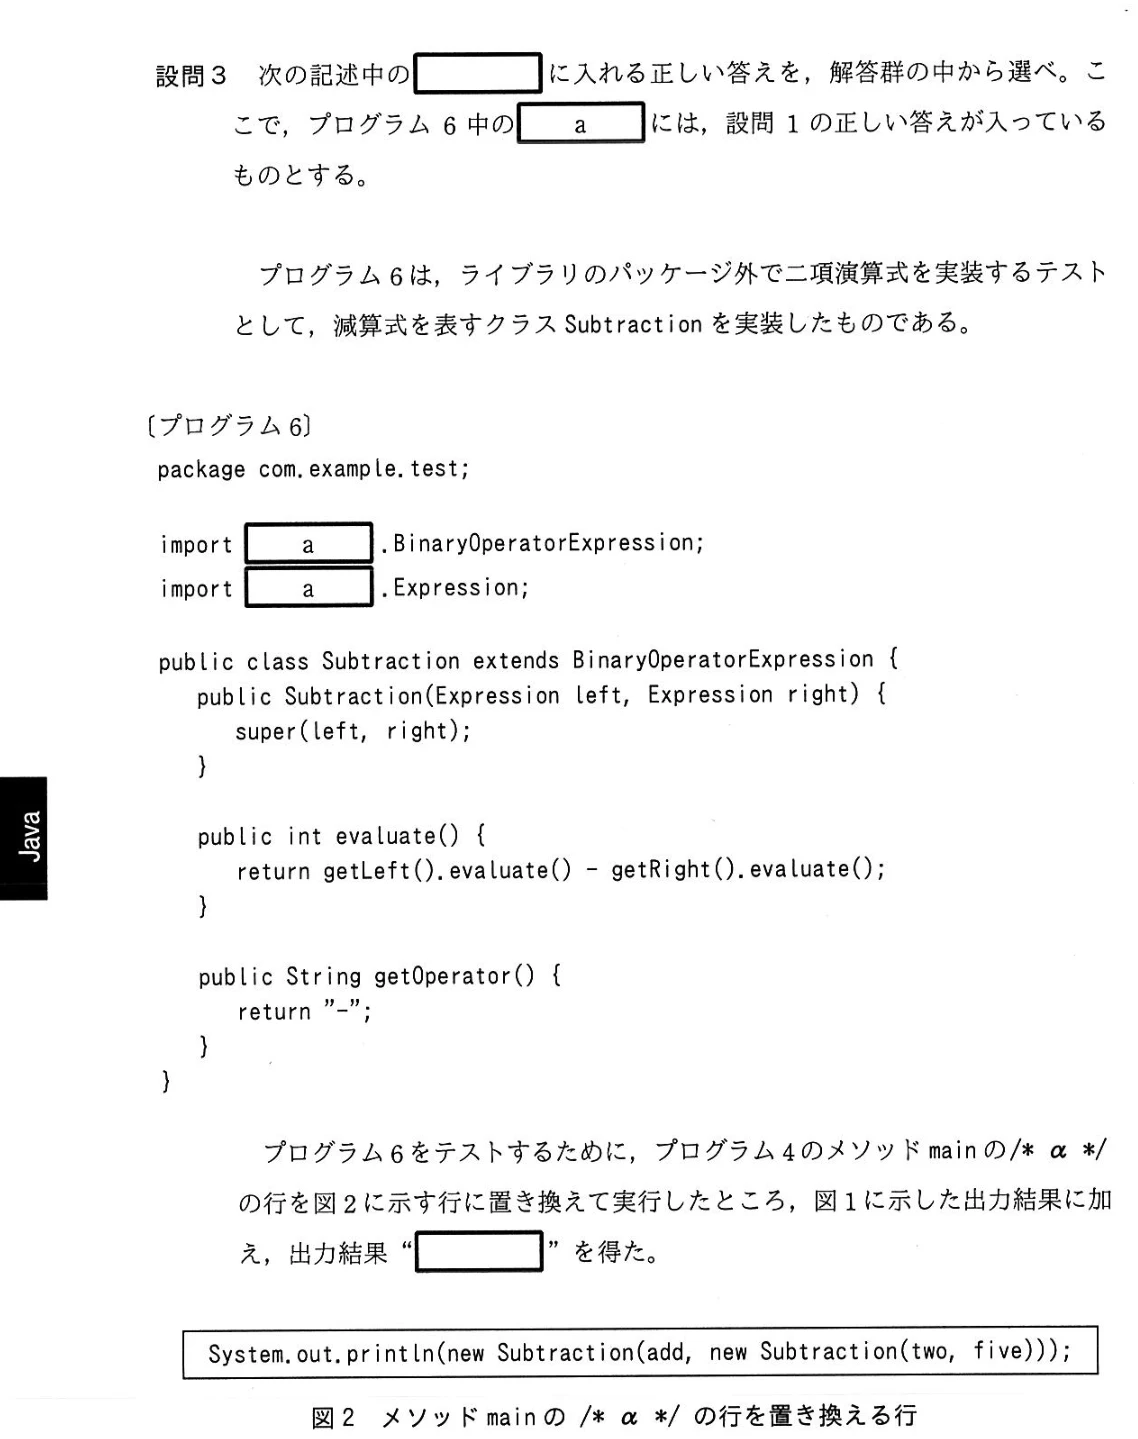 設問3 次の記述中の に入れる正しい答えを，解答群の中から選べ。こ
こで，プログラム 6 中の a には，設問 1 の正しい答えが入っている
ものとする。
プログラム 6 は，ライブラリのパッケージ外で二項演算式を実装するテスト
として，減算式を表すクラス Subtraction を実装したものである。
〔プログラム 6〕
package com.example.test;
import a .BinaryOperatorExpression;
import a .Expression;
public class Subtraction extends BinaryOperatorExpression {
public Subtraction(Expression left, Expression right) {
super(left, right);
}
public int evaluate() {
return getLeft().evaluate() - getRight().evaluate();
}
public String getOperator() {
return ”-”;
}
}
Java
プログラム 6 をテストするために，プログラム 4 のメソッド main の /* α */
の行を図 2 に示す行に置き換えて実行したところ，図 1 に示した出力結果に加
え，出力結果 “ ” を得た。
System.out.println(new Subtraction(add, new Subtraction(two, five)));
図 2 メソッド main の /* α */ の行を置き換える行